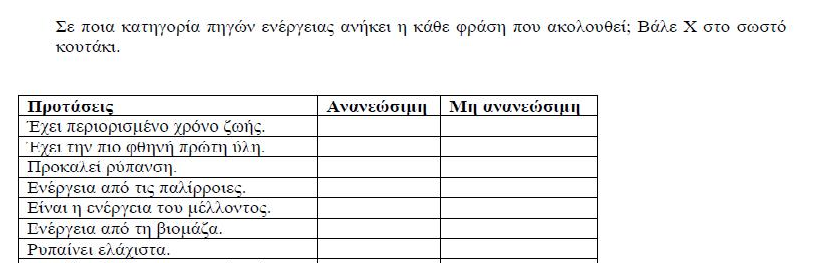 Σε ποια κατηγορία πηγών ενέργειας ανήκει η κάθε φράση που ακολουθεί; Βάλε Χ στο σωστό
κουτάκι.
Προτάσεις Ανανεώσιμη Μη ανανεώσιμη
Έχει περιορισμένο χρόνο ζωής.
Έχει την πιο φθηνή πρώτη ύλη.
Προκαλεί ρύπανση.
Ενέργεια από τις παλίρροιες.
Είναι η ενέργεια του μέλλοντος.
Ενέργεια από τη βιομάζα.
Ρυπαίνει ελάχιστα.